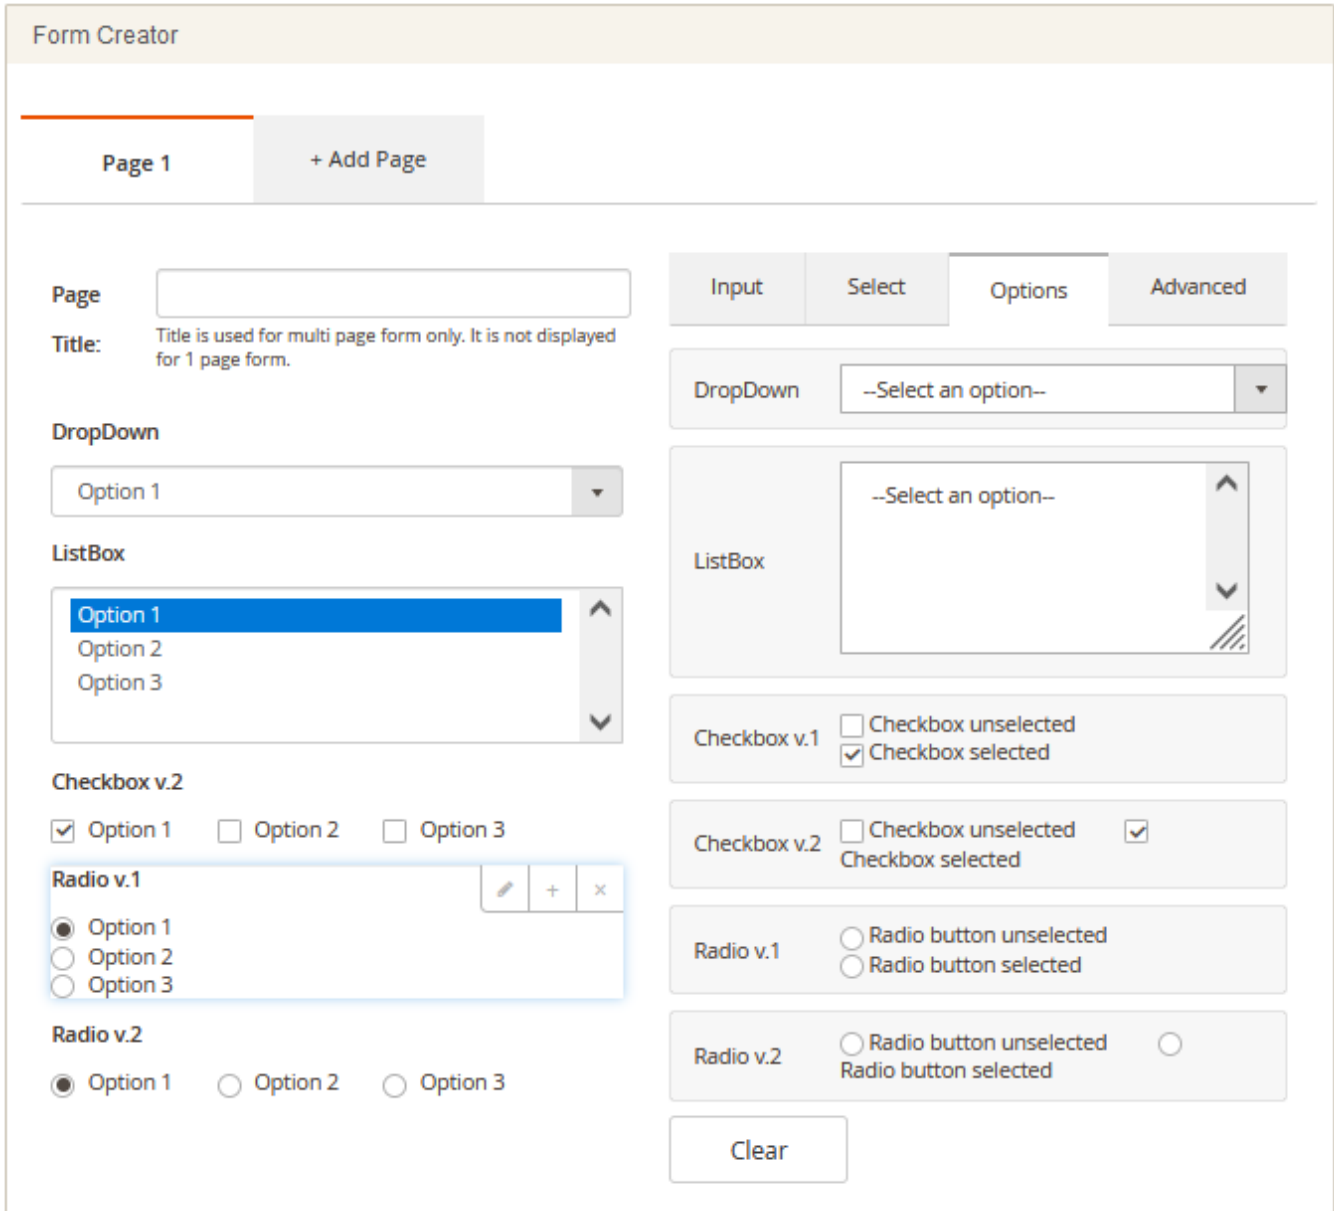 Form Creator
Page 1
+ Add Page
Page
Title:
Title is used for multi page form only. It is not displayed
for 1 page form.
DropDown
Option 1
ListBox
Option 1
Option 2
Option 3
Checkbox v.2
Option 1 Option 2 Option 3
Radio v.1
Option 1
Option 2
Option 3
Radio v.2
Option 1 Option 2 Option 3
Input Select Options Advanced
DropDown --Select an option--
ListBox --Select an option--
Checkbox v.1
Checkbox unselected
Checkbox selected
Checkbox v.2
Checkbox unselected
Checkbox selected
Radio v.1
Radio button unselected
Radio button selected
Radio v.2
Radio button unselected
Radio button selected
Clear